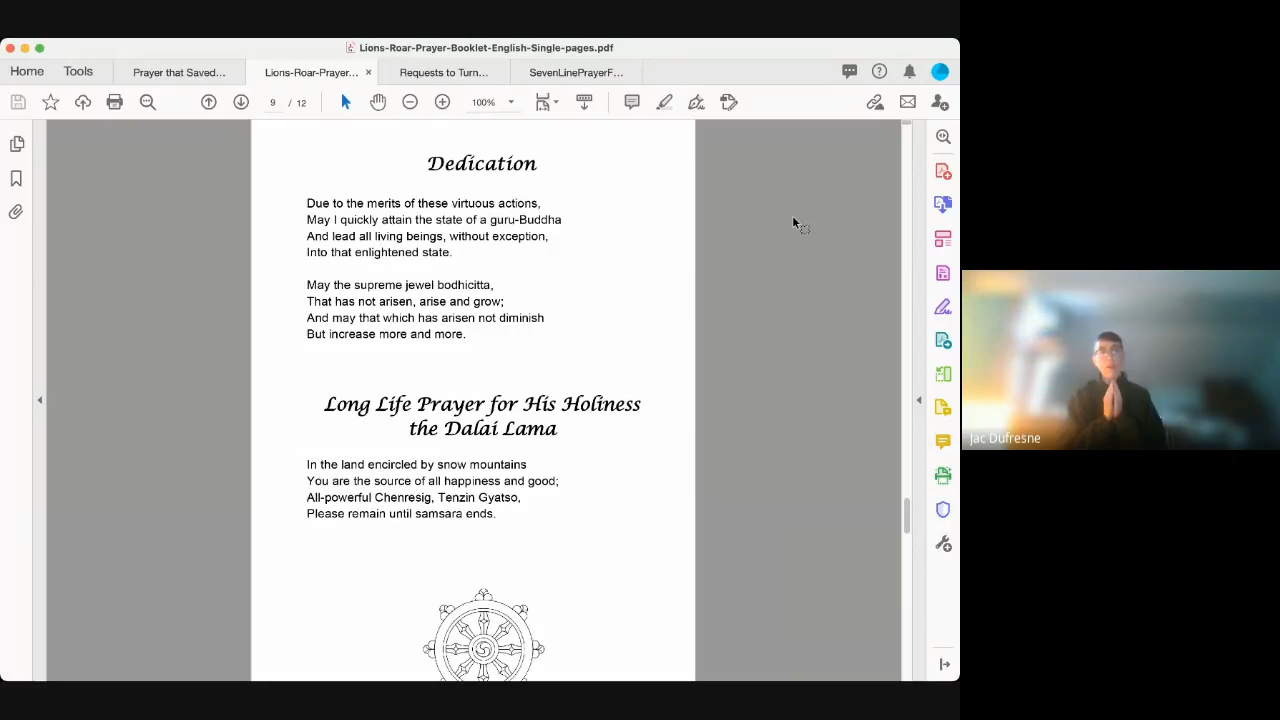 Lions-Roar-Prayer-Booklet-English-Single-pages.pdf
Home Tools Prayer that Saved... Lions-Roar-Prayer... × Requests to Turn... SevenLinePrayerF...
9 / 12 100%
Dedication
Due to the merits of these virtuous actions,
May I quickly attain the state of a guru-Buddha
And lead all living beings, without exception,
Into that enlightened state.
May the supreme jewel bodhicitta,
That has not arisen, arise and grow;
And may that which has arisen not diminish
But increase more and more.
Long Life Prayer for His Holiness
the Dalai Lama
In the land encircled by snow mountains
You are the source of all happiness and good;
All-powerful Chenresig, Tenzin Gyatso,
Please remain until samsara ends.
Jac Dufresne